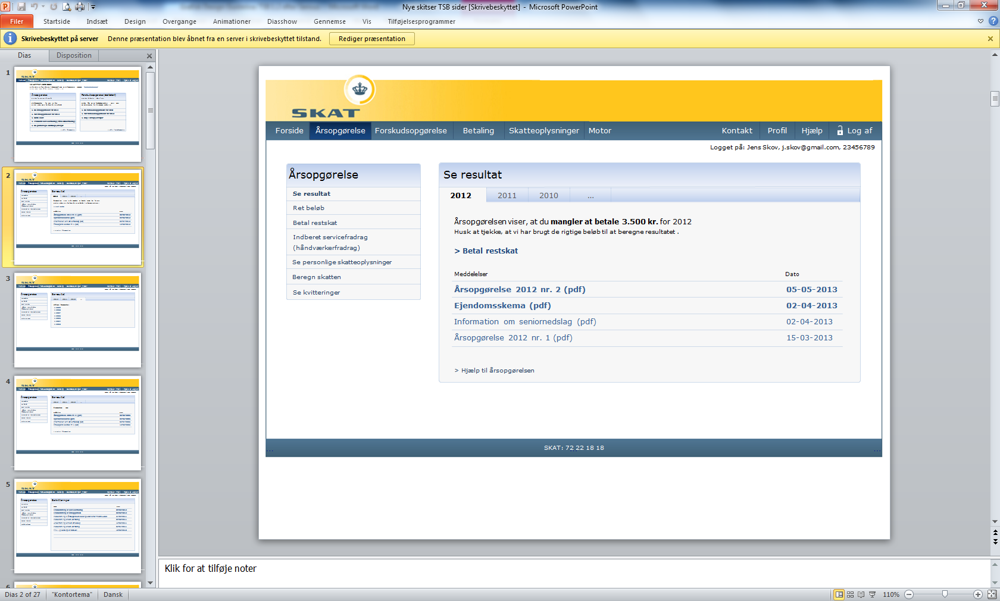 Nye skitser TSB sider [Skrivebeskyttet] - Microsoft PowerPoint
Filer Startside Indsæt Design Overgange Animationer Diasshow Gennemse Vis Tilføjelsesprogrammer
Skrivebeskyttet på server Denne præsentation blev åbnet fra en server i skrivebeskyttet tilstand. Rediger præsentation
Dias Disposition
1
2
3
4
5
6
SKAT
Forside Årsopgørelse Forskudsopgørelse Betaling Skatteoplysninger Motor Kontakt Profil Hjælp Log af
Logget på: Jens Skov, j.skov@gmail.com, 23456789
Årsopgørelse
Se resultat
Ret beløb
Betal restskat
Indberet servicefradrag
(håndværkerfradrag)
Se personlige skatteoplysninger
Beregn skatten
Se kvitteringer
Se resultat
2012 2011 2010 ...
Årsopgørelsen viser, at du mangler at betale 3.500 kr. for 2012
Husk at tjekke, at vi har brugt de rigtige beløb til at beregne resultatet .
> Betal restskat
Meddelelser Dato
Årsopgørelse 2012 nr. 2 (pdf) 05-05-2013
Ejendomsskema (pdf) 02-04-2013
Information om seniornedslag (pdf) 02-04-2013
Årsopgørelse 2012 nr. 1 (pdf) 15-03-2013
> Hjælp til årsopgørelsen
... SKAT: 72 22 18 18 ...
Klik for at tilføje noter
Dias 2 of 27 "Kontortema" Dansk 110%